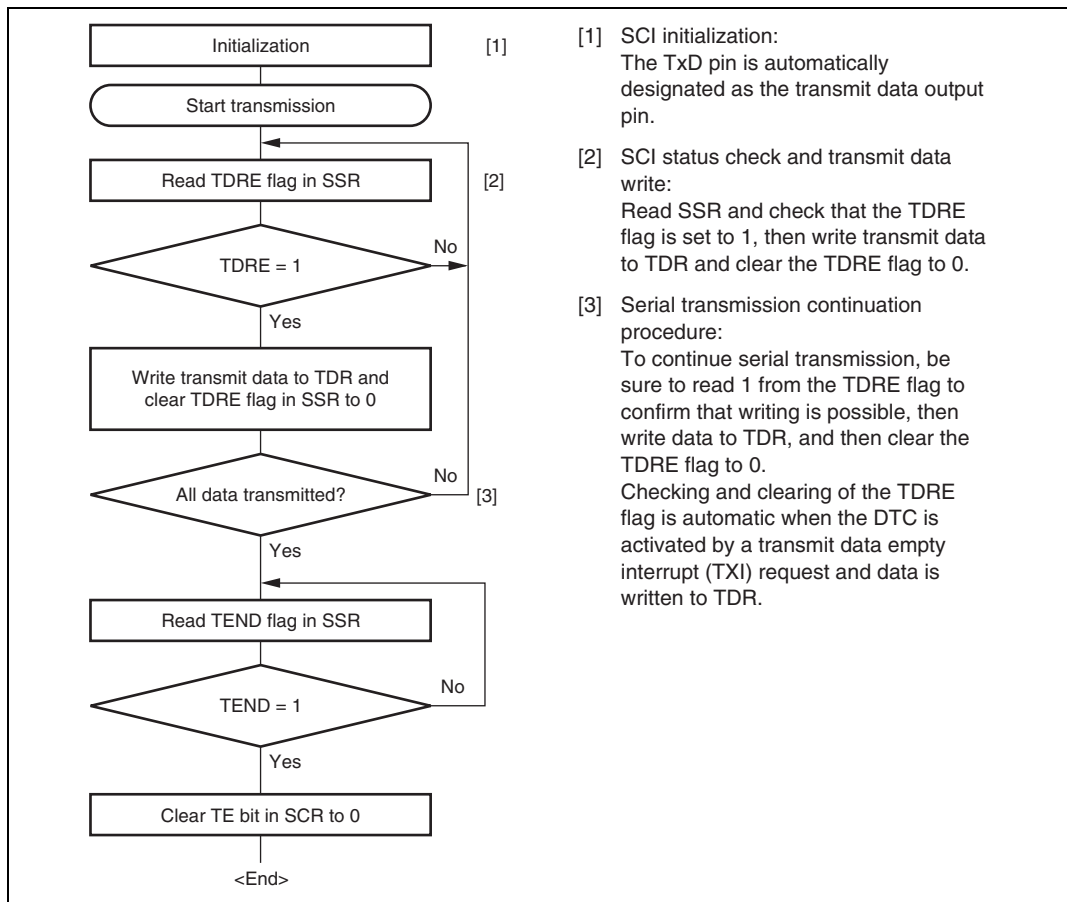 Initialization
[1]
Start transmission
Read TDRE flag in SSR
[2]
TDRE = 1
No
Yes
Write transmit data to TDR and
clear TDRE flag in SSR to 0
All data transmitted?
No
[3]
Yes
Read TEND flag in SSR
TEND = 1
No
Yes
Clear TE bit in SCR to 0
<End>
[1] SCI initialization:
The TxD pin is automatically
designated as the transmit data output
pin.
[2] SCI status check and transmit data
write:
Read SSR and check that the TDRE
flag is set to 1, then write transmit data
to TDR and clear the TDRE flag to 0.
[3] Serial transmission continuation
procedure:
To continue serial transmission, be
sure to read 1 from the TDRE flag to
confirm that writing is possible, then
write data to TDR, and then clear the
TDRE flag to 0.
Checking and clearing of the TDRE
flag is automatic when the DTC is
activated by a transmit data empty
interrupt (TXI) request and data is
written to TDR.